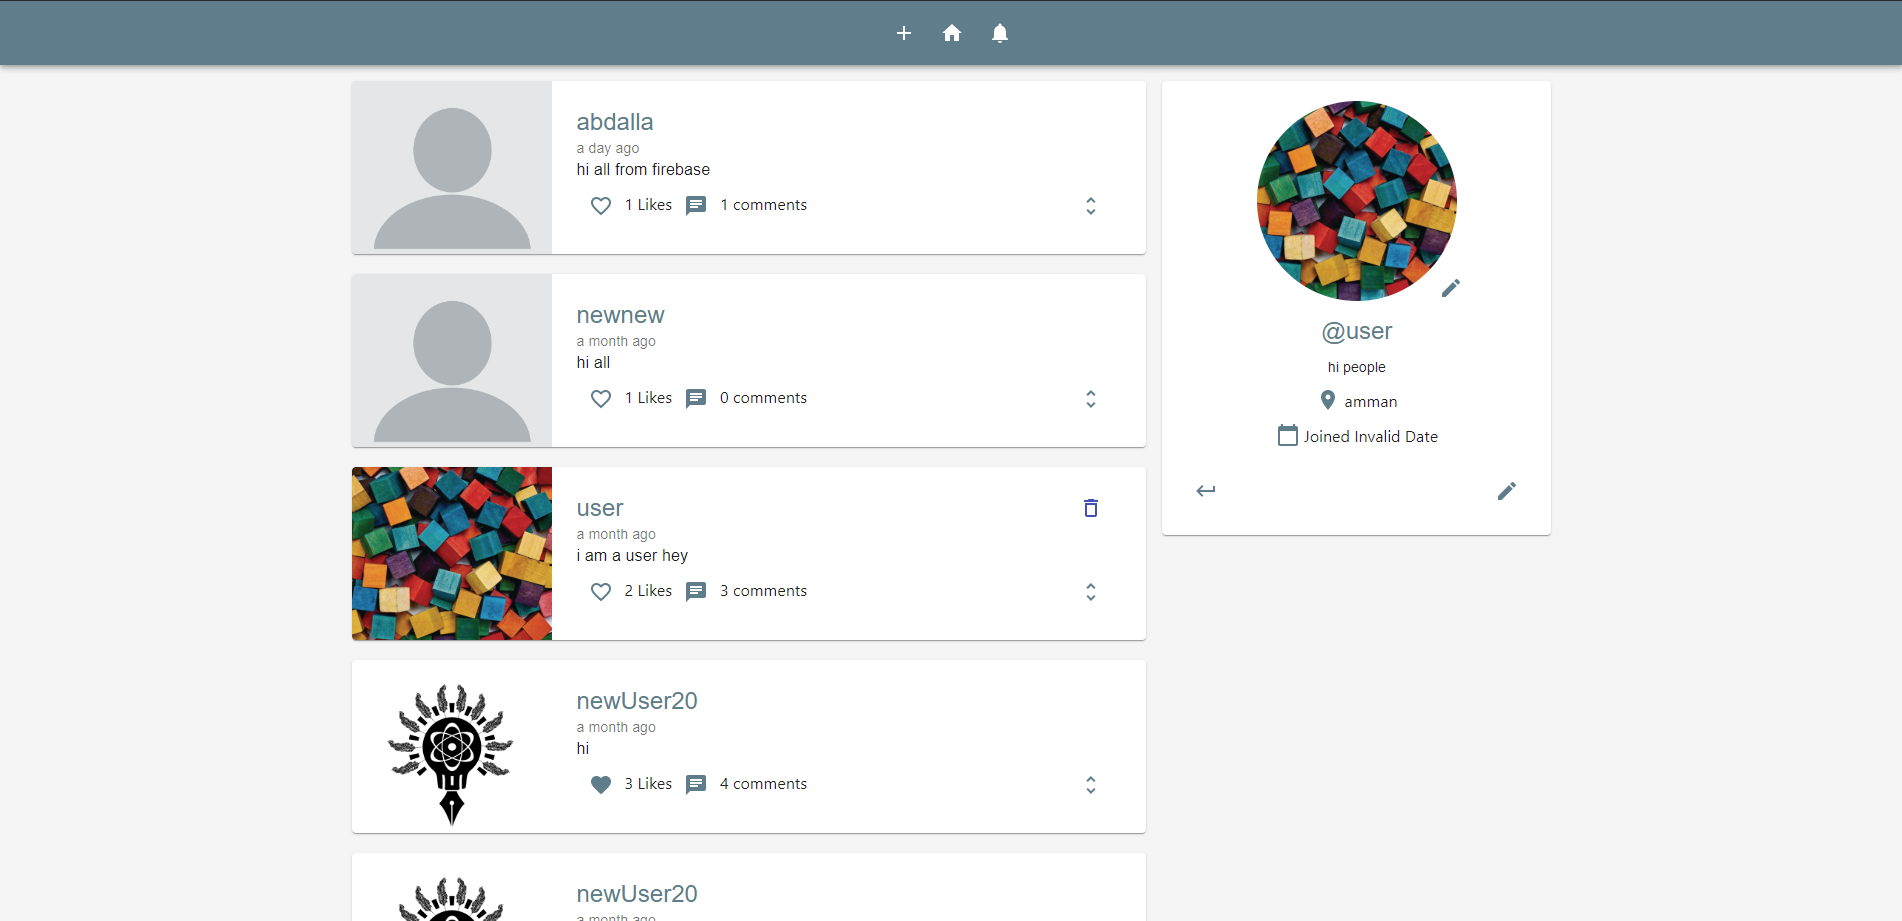 abdalla
a day ago
hi all from firebase
1 Likes 1 comments
newnew
a month ago
hi all
1 Likes 0 comments
user
a month ago
i am a user hey
2 Likes 3 comments
newUser20
a month ago
hi
3 Likes 4 comments
newUser20
a month ago
@user
hi people
amman
Joined Invalid Date